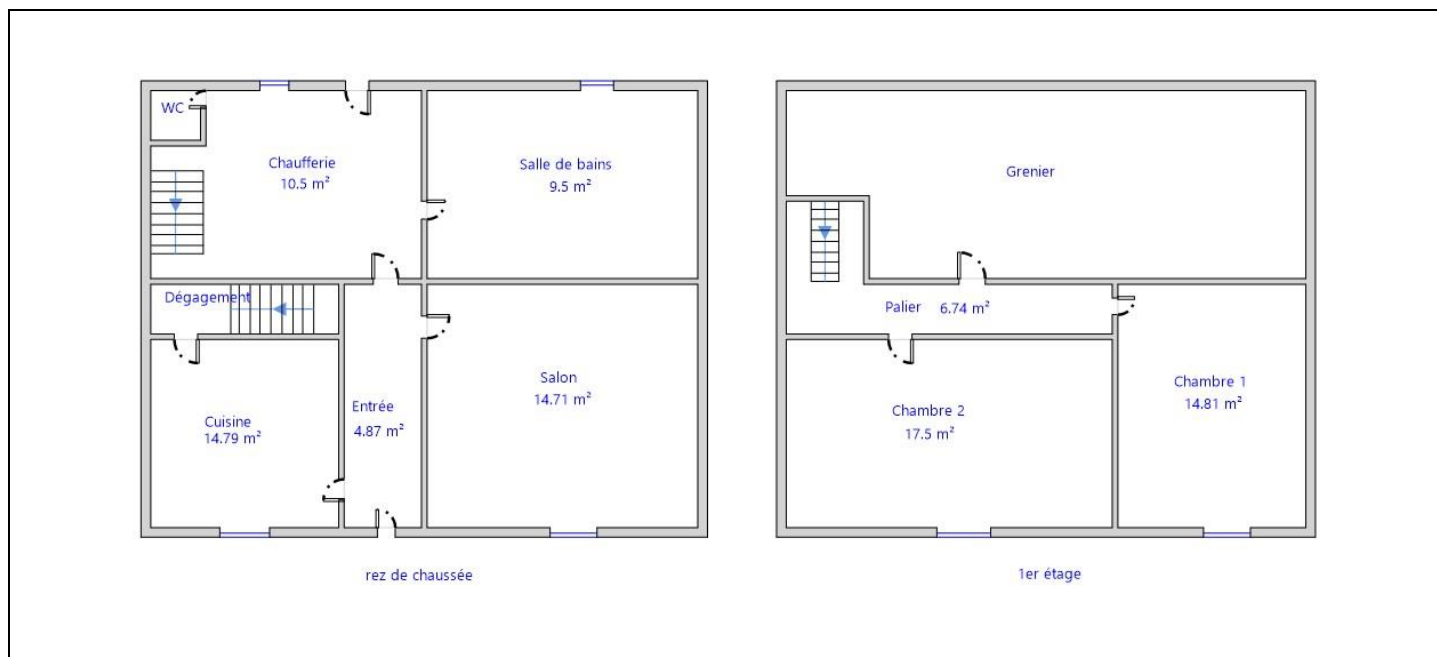 WC
Chaufferie
10.5 m²
Salle de bains
9.5 m²
Dégagement
Cuisine
14.79 m²
Entrée
4.87 m²
Salon
14.71 m²
rez de chaussée
Grenier
Palier 6.74 m²
Chambre 2
17.5 m²
Chambre 1
14.81 m²
1er étage